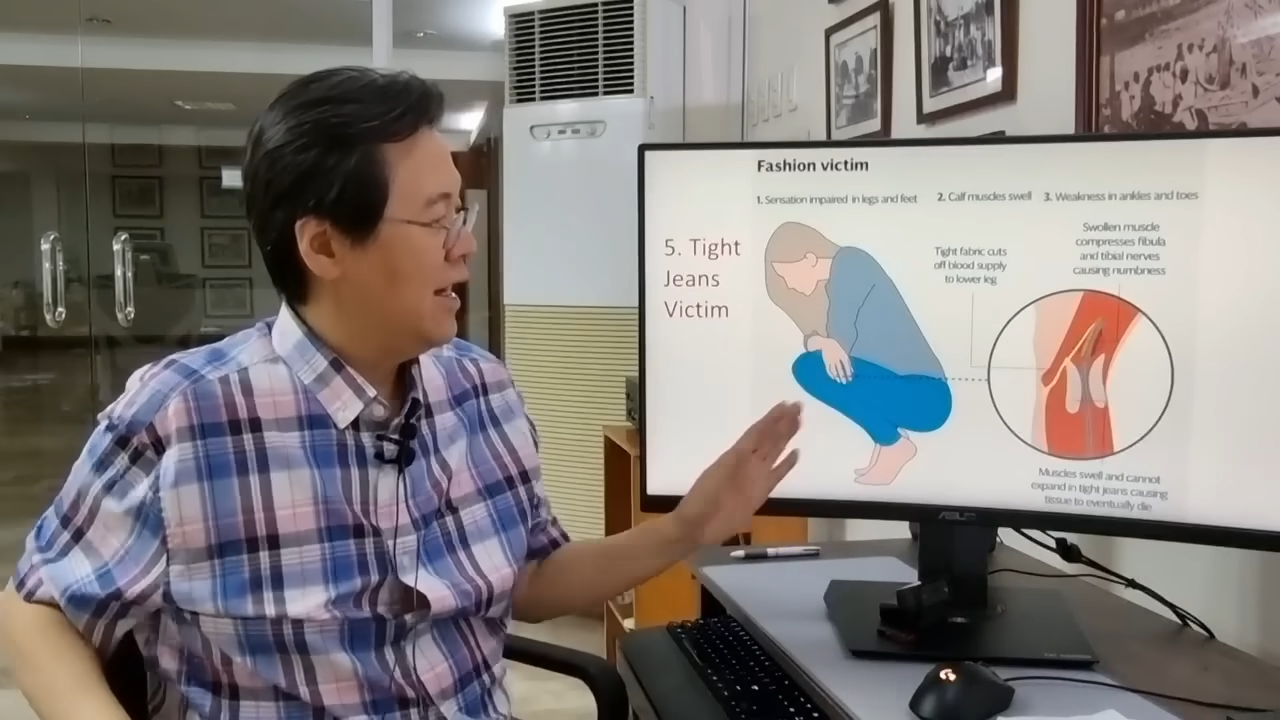 Fashion victim
1. Sensation impaired in legs and feet
2. Calf muscles swell
3. Weakness in ankles and toes
5. Tight
Jeans
Victim
Tight fabric cuts
off blood supply
to lower leg
Swollen muscle
compresses fibula
and tibial nerves
causing numbness
Muscles swell and cannot
expand in tight jeans causing
tissue to eventually die
ASUS